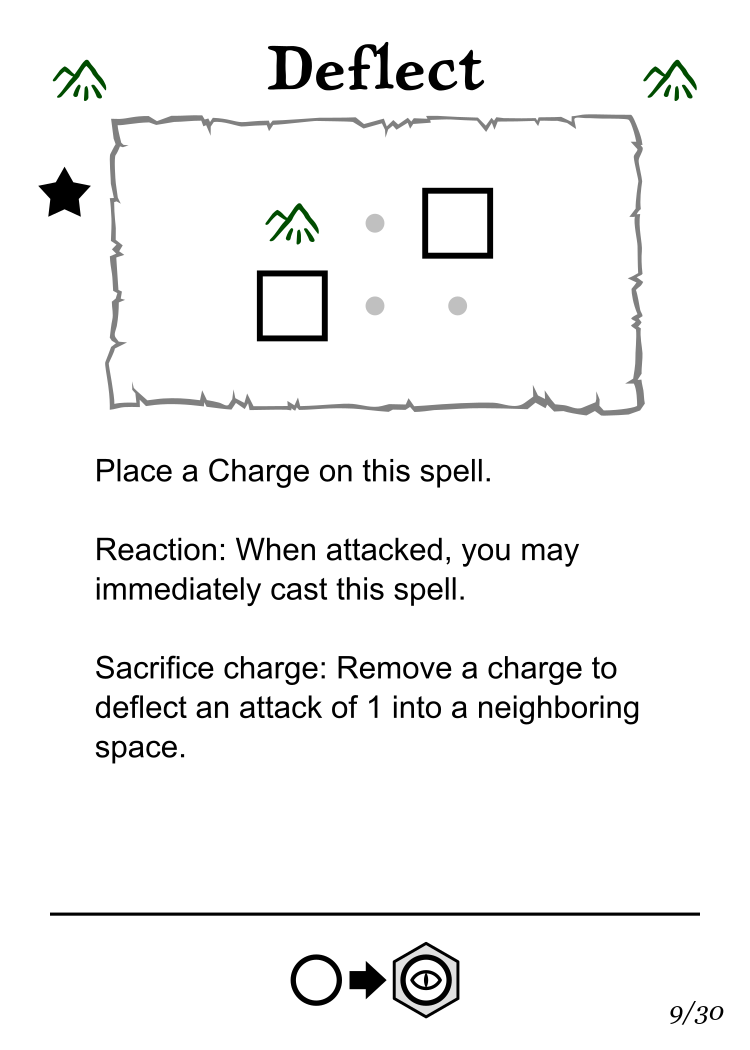 Deflect
Place a Charge on this spell.
Reaction: When attacked, you may
immediately cast this spell.
Sacrifice charge: Remove a charge to
deflect an attack of 1 into a neighboring
space.
9/30